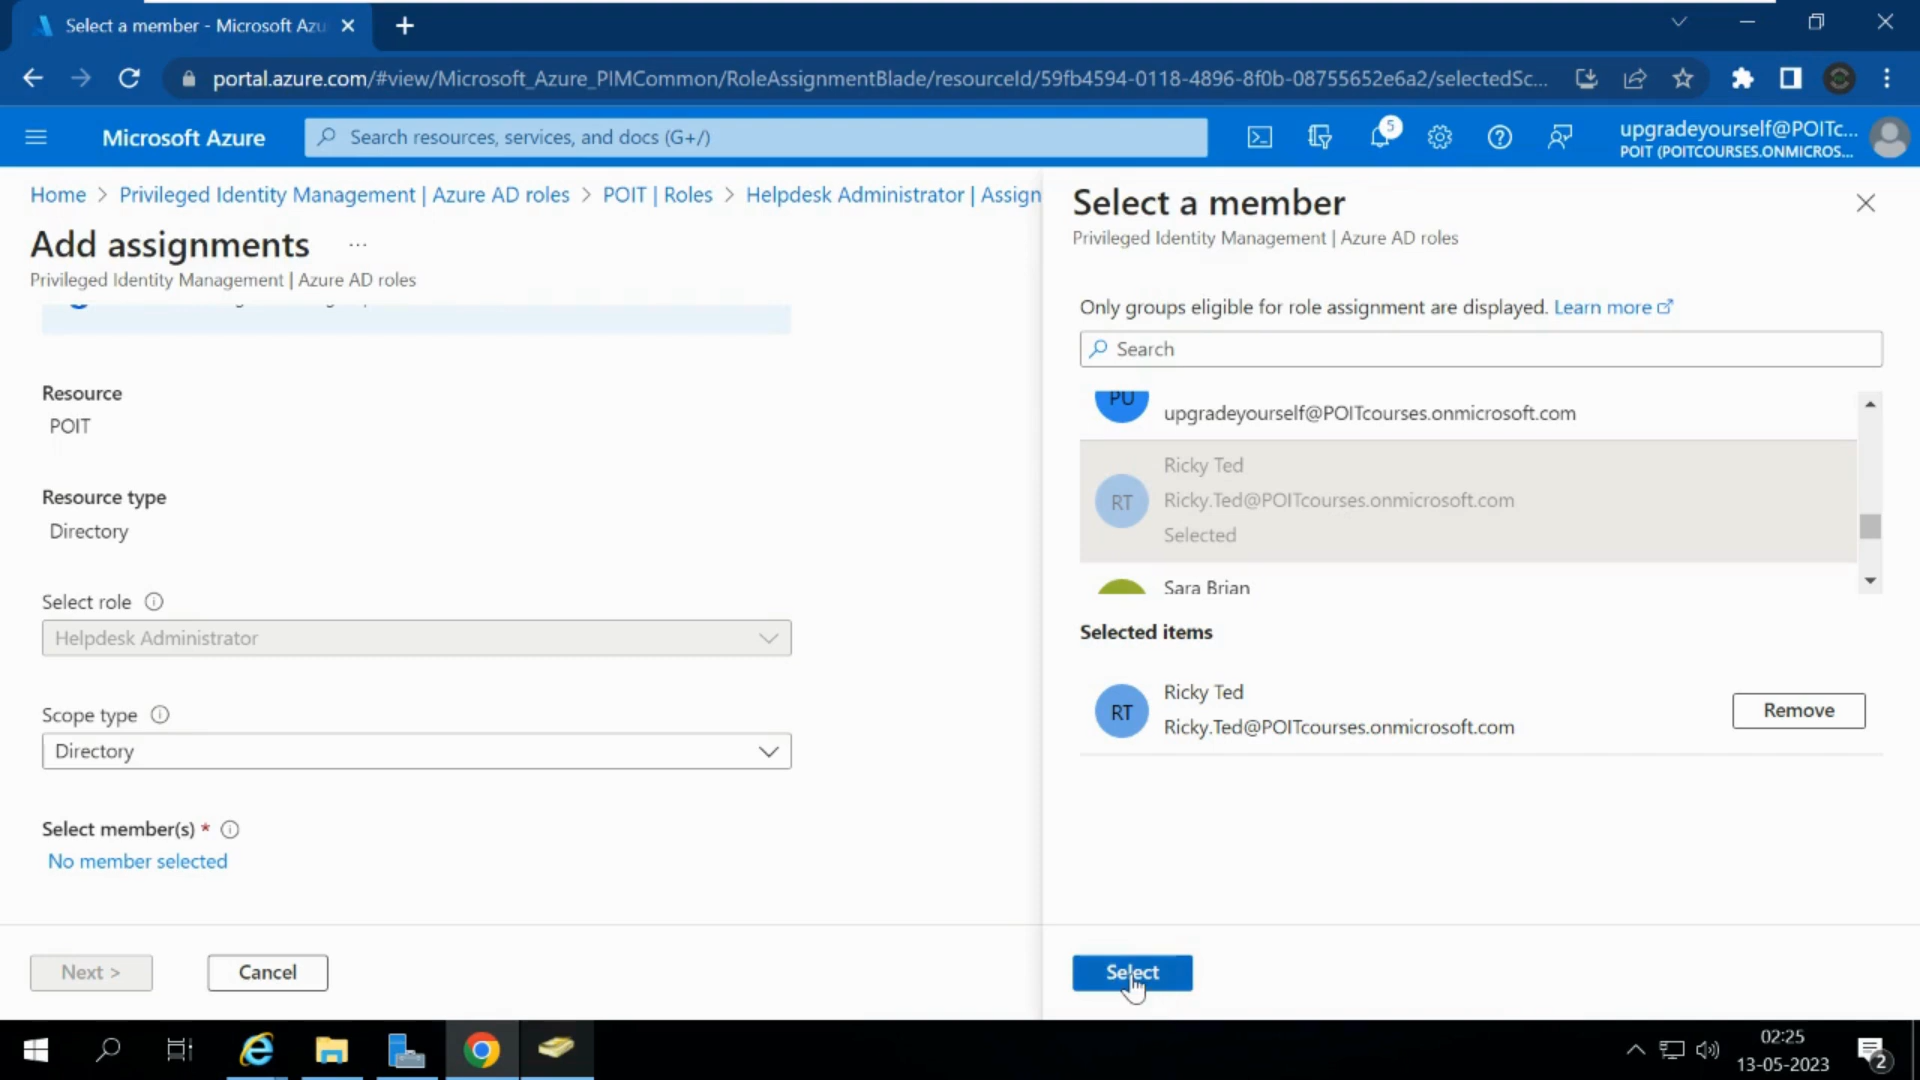 Select a member - Microsoft Azu
portal.azure.com/#view/Microsoft_Azure_PIMCommon/RoleAssignmentBlade/resourceId/59fb4594-0118-4896-8f0b-08755652e6a2/selectedSc...
Microsoft Azure
Search resources, services, and docs (G+/)
5
upgradeyourself@POITc...
POIT (POITCOURSES.ONMICROS...
Home > Privileged Identity Management | Azure AD roles > POIT | Roles > Helpdesk Administrator | Assign
Add assignments ...
Privileged Identity Management | Azure AD roles
Resource
POIT
Resource type
Directory
Select role
Helpdesk Administrator
Scope type
Directory
Select member(s) *
No member selected
Next >
Cancel
Select a member
Privileged Identity Management | Azure AD roles
Only groups eligible for role assignment are displayed. Learn more
Search
PU
upgradeyourself@POITcourses.onmicrosoft.com
RT
Ricky Ted
Ricky.Ted@POITcourses.onmicrosoft.com
Selected
Sara Brian
Selected items
RT
Ricky Ted
Ricky.Ted@POITcourses.onmicrosoft.com
Remove
Select
02:25
13-05-2023
2